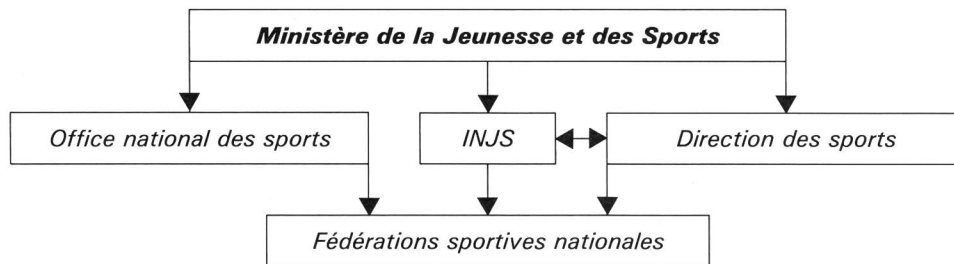 Ministère de la Jeunesse et des Sports
Office national des sports
INJS
Direction des sports
Fédérations sportives nationales